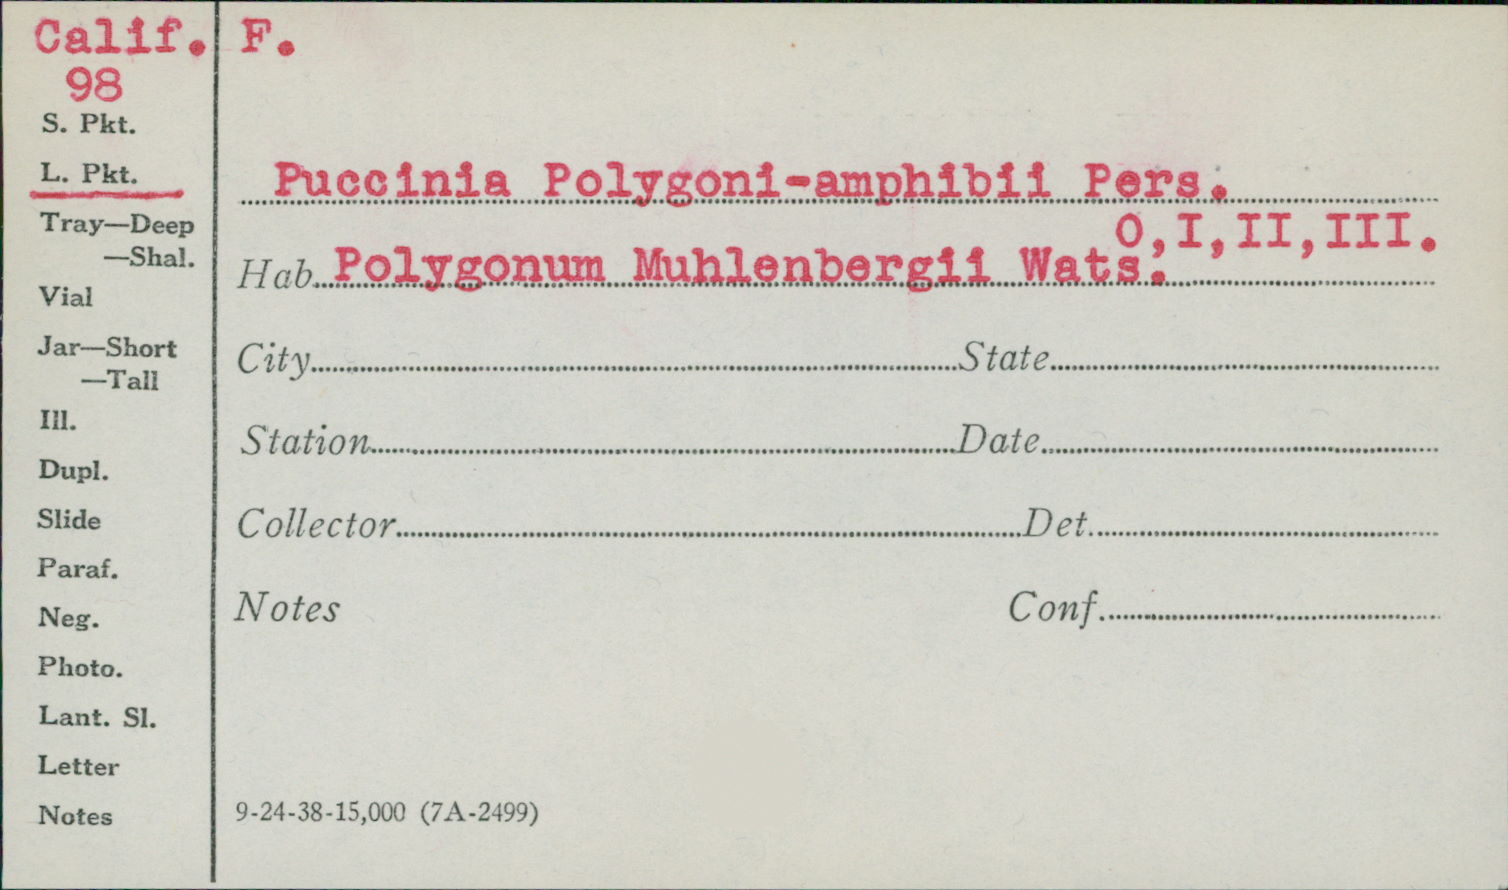 Calif. F.
98
S. Pkt.
L. Pkt.
Tray—Deep
—Shal.
Vial
Jar—Short
—Tall
Ill.
Dupl.
Slide
Paraf.
Neg.
Photo.
Lant. Sl.
Letter
Notes
Puccinia Polygoni-amphibii Pers.
O,I,II,III.
Hab. Polygonum Muhlenbergii Wats.
City State
Station Date
Collector Det.
Notes Conf.
9-24-38-15,000 (7A-2499)